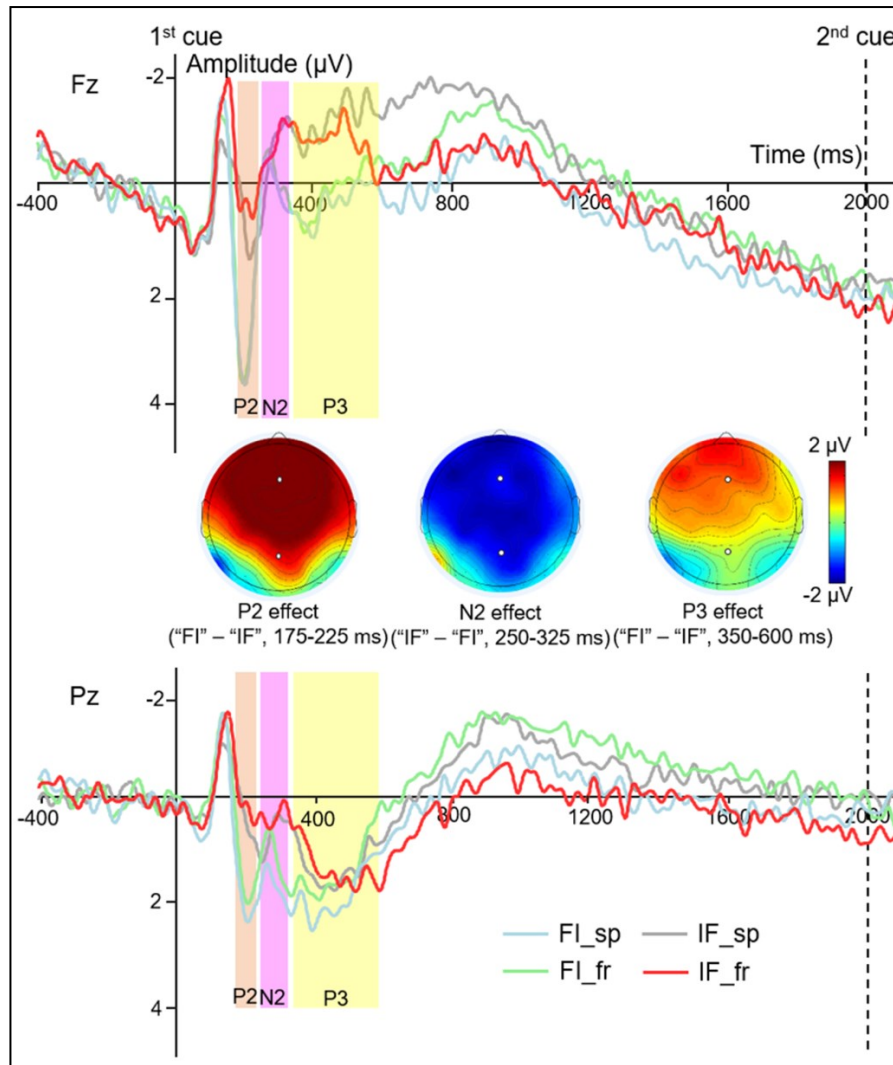 1st cue
2nd cue
Amplitude (µV)
Fz
-2
Time (ms)
-400
400
800
1200
1600
2000
2
4
P2 N2 P3
2 µV
-2 µV
P2 effect N2 effect P3 effect
("FI" – "IF", 175-225 ms) ("IF" – "FI", 250-325 ms) ("FI" – "IF", 350-600 ms)
Pz
-2
-400
400
800
1200
1600
2000
2
4
P2 N2 P3
FI_sp IF_sp
FI_fr IF_fr